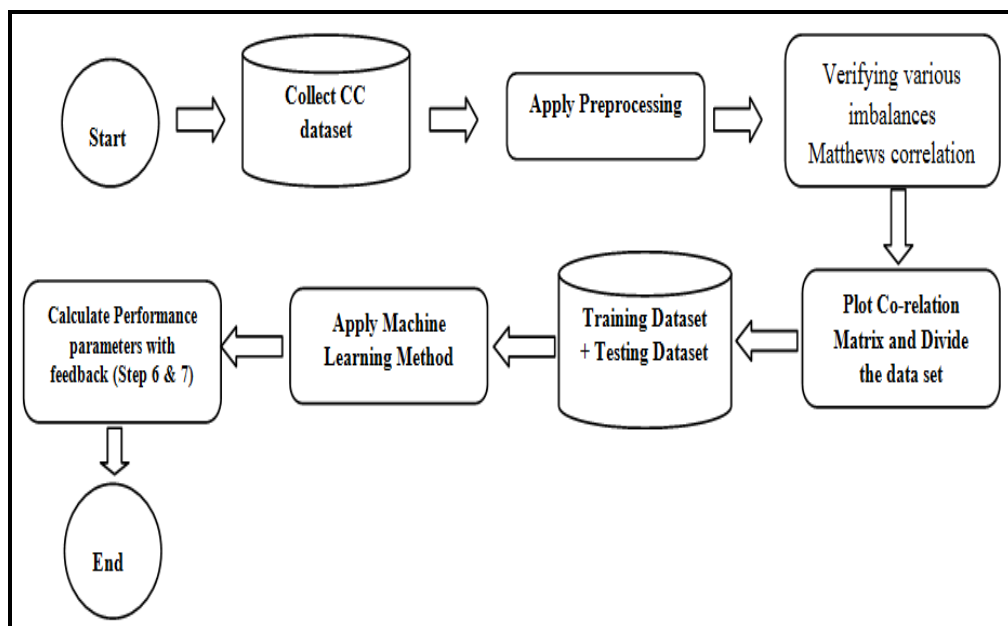 Start
Collect CC
dataset
Apply Preprocessing
Verifying various
imbalances
Matthews correlation
Plot Co-relation
Matrix and Divide
the data set
Training Dataset
+ Testing Dataset
Apply Machine
Learning Method
Calculate Performance
parameters with
feedback (Step 6 & 7)
End